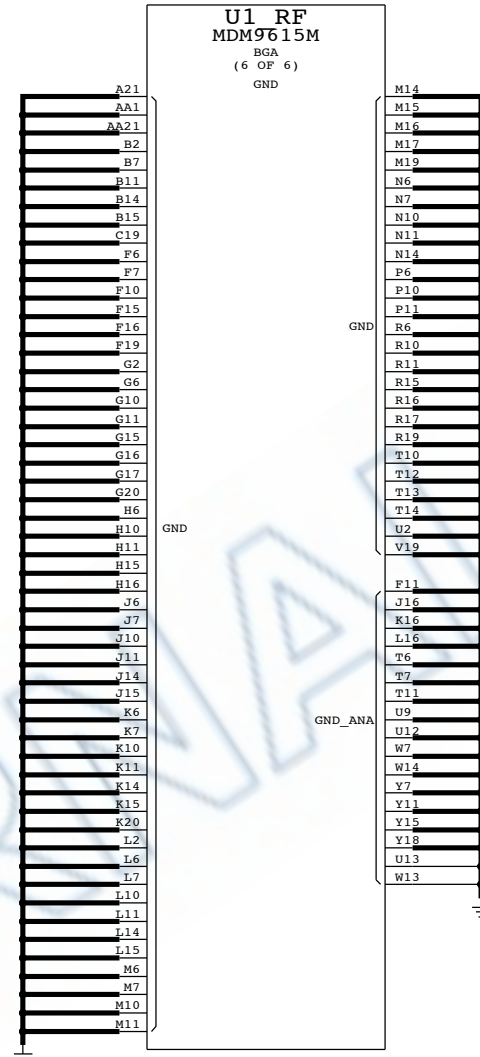 U1_RF
MDM9615M
BGA
(6 OF 6)
GND
A21
AA1
AA21
B2
B7
B11
B14
B15
C19
F6
F7
F10
F15
F16
F19
G2
G6
G10
G11
G15
G16
G17
G20
H6
H10
H11
H15
H16
J6
J7
J10
J11
J14
J15
K6
K7
K10
K11
K14
K15
K20
L2
L6
L7
L10
L11
L14
L15
M6
M7
M10
M11
GND
M14
M15
M16
M17
M19
N6
N7
N10
N11
N14
P6
P10
P11
R6
R10
R11
R15
R16
R17
R19
T10
T12
T13
T14
U2
V19
GND
F11
J16
K16
L16
T6
T7
T11
U9
U12
W7
W14
Y7
Y11
Y15
Y18
U13
W13
GND_ANA